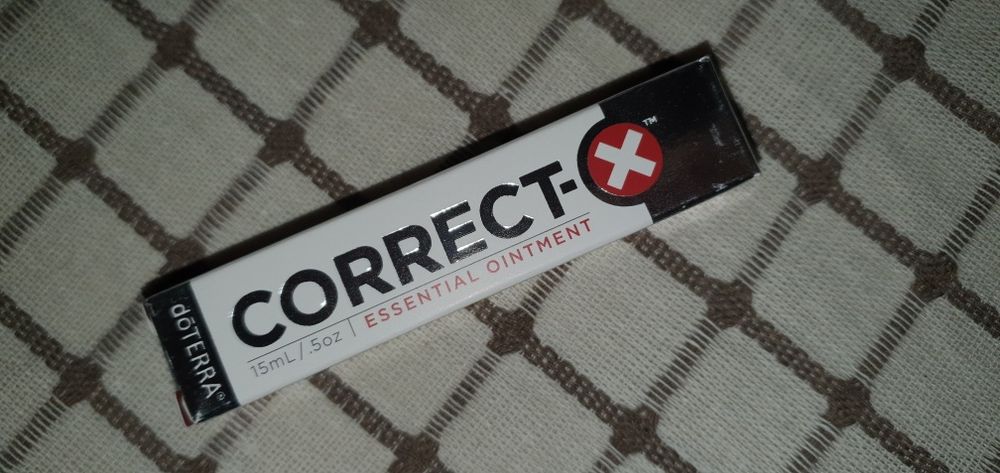 dōTERRA®
CORRECT-X™
15mL/.5oz | ESSENTIAL OINTMENT